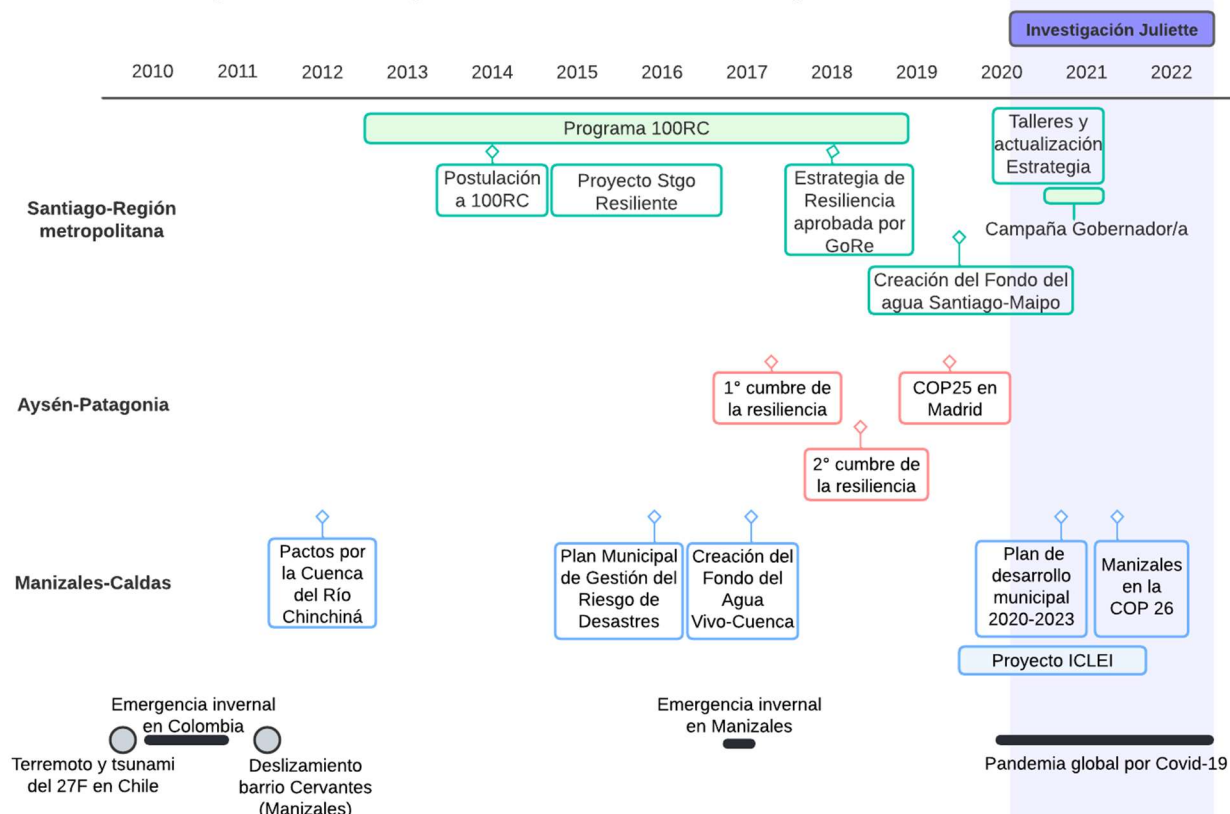 Investigación Juliette
2010 2011 2012 2013 2014 2015 2016 2017 2018 2019 2020 2021 2022
Programa 100RC
Talleres y
actualización
Estrategia
Postulación
a 100RC
Proyecto Stgo
Resiliente
Estrategia de
Resiliencia
aprobada por
GoRe
Santiago-Región
metropolitana
Campaña Gobernador/a
Creación del Fondo del
agua Santiago-Maipo
Aysén-Patagonia
1° cumbre de
la resiliencia
COP25 en
Madrid
2° cumbre de
la resiliencia
Manizales-Caldas
Pactos por
la Cuenca
del Río
Chinchiná
Plan Municipal
de Gestión del
Riesgo de
Desastres
Creación del
Fondo del
Agua
Vivo-Cuenca
Plan de
desarrollo
municipal
2020-2023
Manizales
en la
COP 26
Proyecto ICLEI
Emergencia invernal
en Colombia
Emergencia invernal
en Manizales
Terremoto y tsunami
del 27F en Chile
Deslizamiento
barrio Cervantes
(Manizales)
Pandemia global por Covid-19